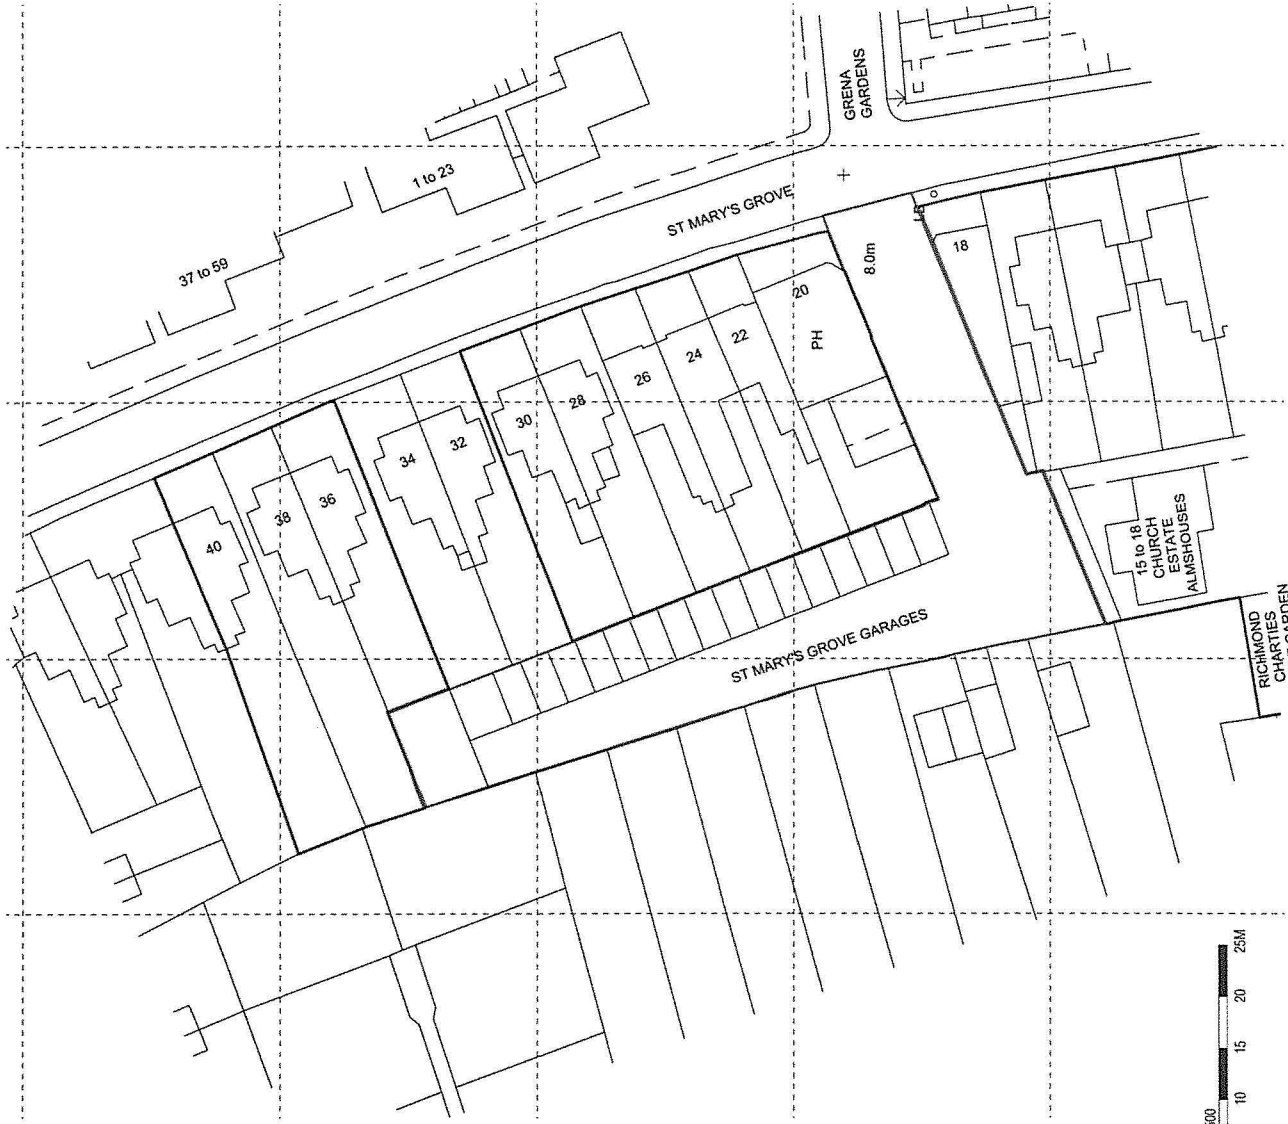 GRENA
GARDENS
1 to 23
ST MARY'S GROVE
37 to 59
8.0m
LB
18
20
PH
22
24
26
28
30
32
34
36
38
40
15 to 18
CHURCH
ESTATE
ALMSHOUSES
ST MARY'S GROVE GARAGES
RICHMOND
CHARTIES
GARDEN
25M
20
15
10